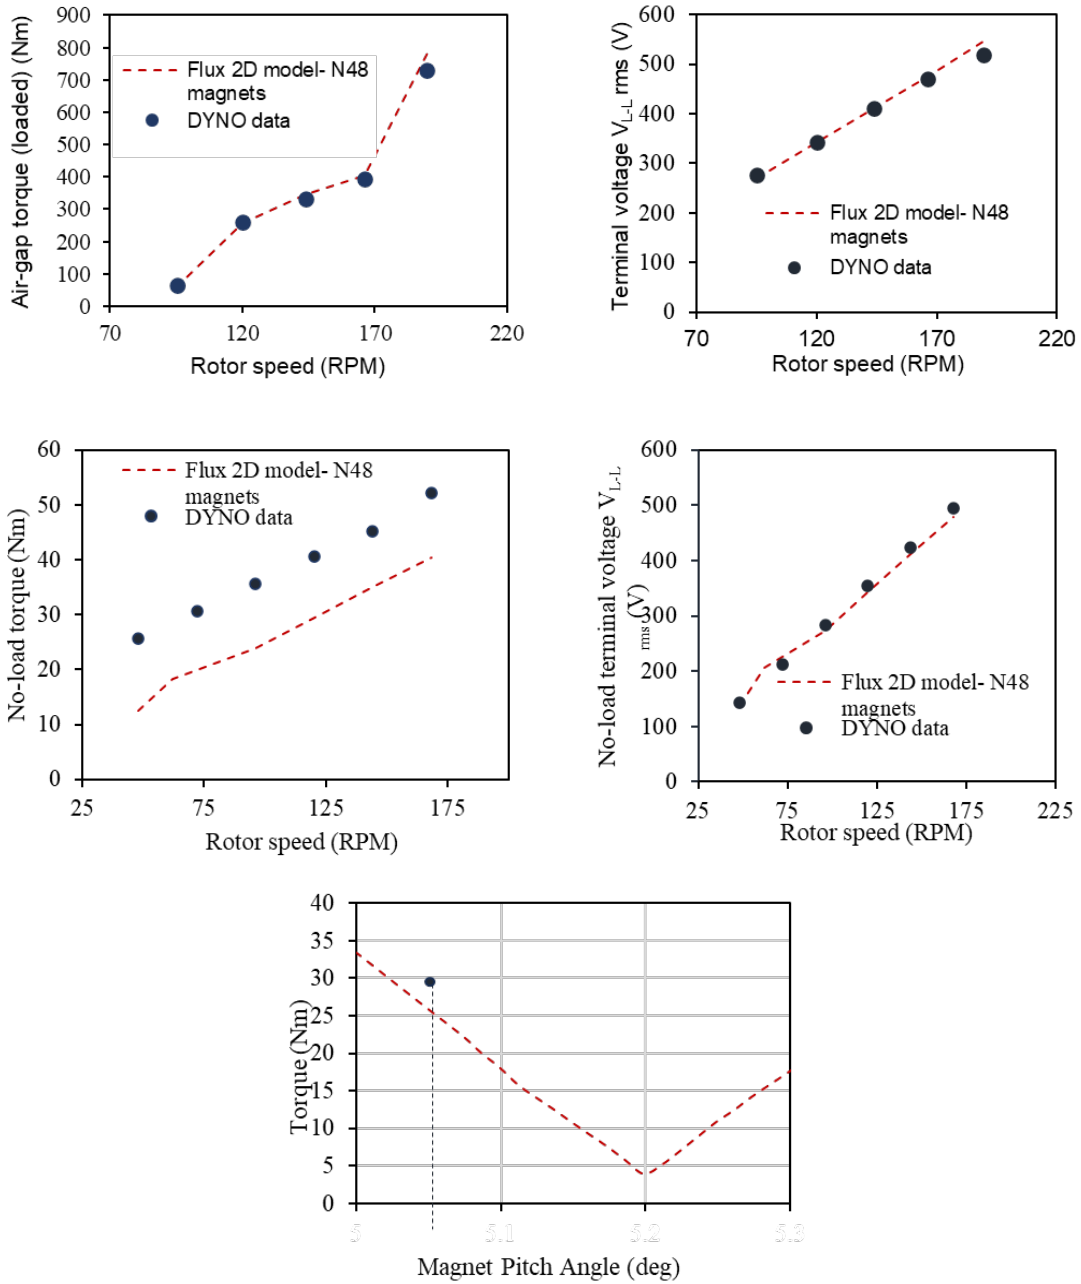 900
800
700
600
500
400
300
200
100
0
Air-gap torque (loaded) (Nm)
Flux 2D model- N48
magnets
DYNO data
70 120 170 220
Rotor speed (RPM)
600
500
400
300
200
100
0
Terminal voltage VL-L rms (V)
Flux 2D model- N48
magnets
DYNO data
70 120 170 220
Rotor speed (RPM)
60
50
40
30
20
10
0
No-load torque (Nm)
Flux 2D model- N48
magnets
DYNO data
25 75 125 175
Rotor speed (RPM)
600
500
400
300
200
100
0
No-load terminal voltage VL-L
rms (V)
Flux 2D model- N48
magnets
DYNO data
25 75 125 175 225
Rotor speed (RPM)
40
35
30
25
20
15
10
5
0
Torque (Nm)
5 5.1 5.2 5.3
Magnet Pitch Angle (deg)